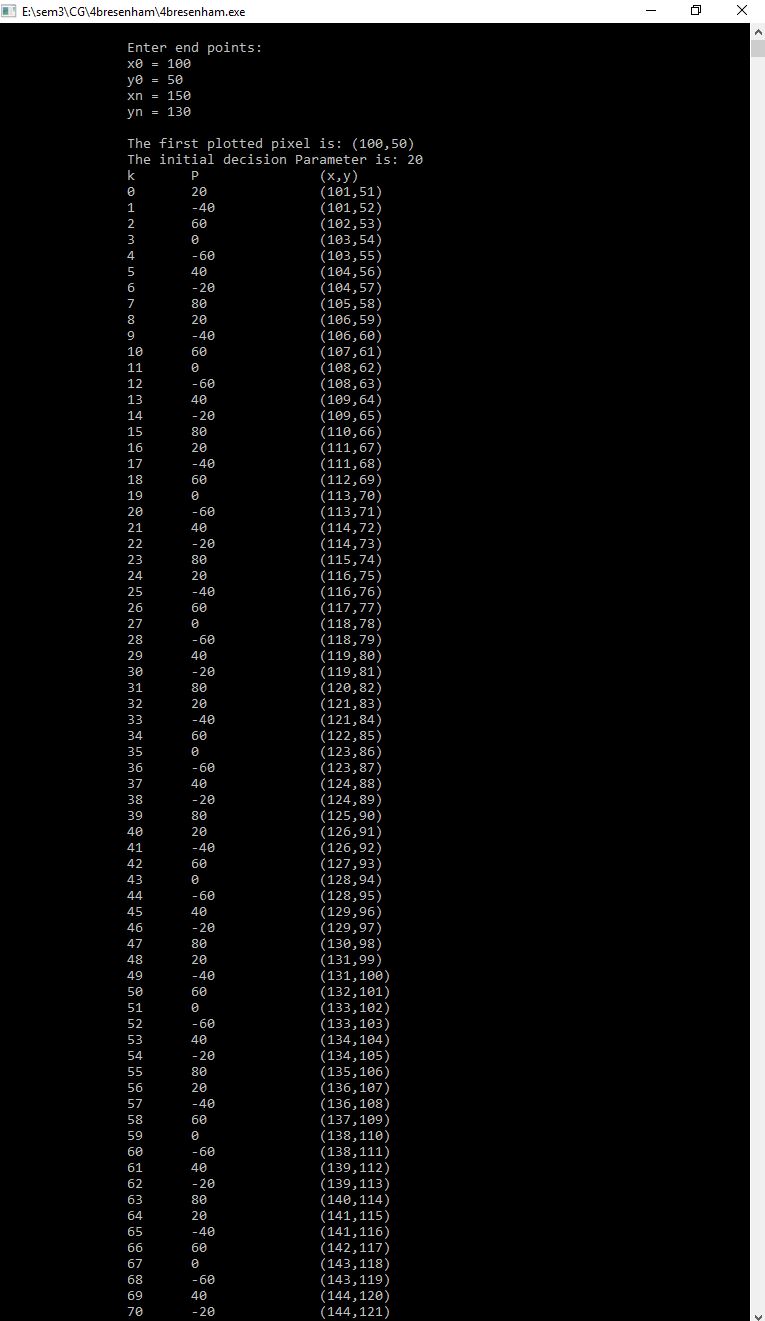 E:\sem3\CG\4bresenham\4bresenham.exe
Enter end points:
x0 = 100
y0 = 50
xn = 150
yn = 130
The first plotted pixel is: (100,50)
The initial decision Parameter is: 20
k P (x,y)
0 20 (101,51)
1 -40 (101,52)
2 60 (102,53)
3 0 (103,54)
4 -60 (103,55)
5 40 (104,56)
6 -20 (104,57)
7 80 (105,58)
8 20 (106,59)
9 -40 (106,60)
10 60 (107,61)
11 0 (108,62)
12 -60 (108,63)
13 40 (109,64)
14 -20 (109,65)
15 80 (110,66)
16 20 (111,67)
17 -40 (111,68)
18 60 (112,69)
19 0 (113,70)
20 -60 (113,71)
21 40 (114,72)
22 -20 (114,73)
23 80 (115,74)
24 20 (116,75)
25 -40 (116,76)
26 60 (117,77)
27 0 (118,78)
28 -60 (118,79)
29 40 (119,80)
30 -20 (119,81)
31 80 (120,82)
32 20 (121,83)
33 -40 (121,84)
34 60 (122,85)
35 0 (123,86)
36 -60 (123,87)
37 40 (124,88)
38 -20 (124,89)
39 80 (125,90)
40 20 (126,91)
41 -40 (126,92)
42 60 (127,93)
43 0 (128,94)
44 -60 (128,95)
45 40 (129,96)
46 -20 (129,97)
47 80 (130,98)
48 20 (131,99)
49 -40 (131,100)
50 60 (132,101)
51 0 (133,102)
52 -60 (133,103)
53 40 (134,104)
54 -20 (134,105)
55 80 (135,106)
56 20 (136,107)
57 -40 (136,108)
58 60 (137,109)
59 0 (138,110)
60 -60 (138,111)
61 40 (139,112)
62 -20 (139,113)
63 80 (140,114)
64 20 (141,115)
65 -40 (141,116)
66 60 (142,117)
67 0 (143,118)
68 -60 (143,119)
69 40 (144,120)
70 -20 (144,121)